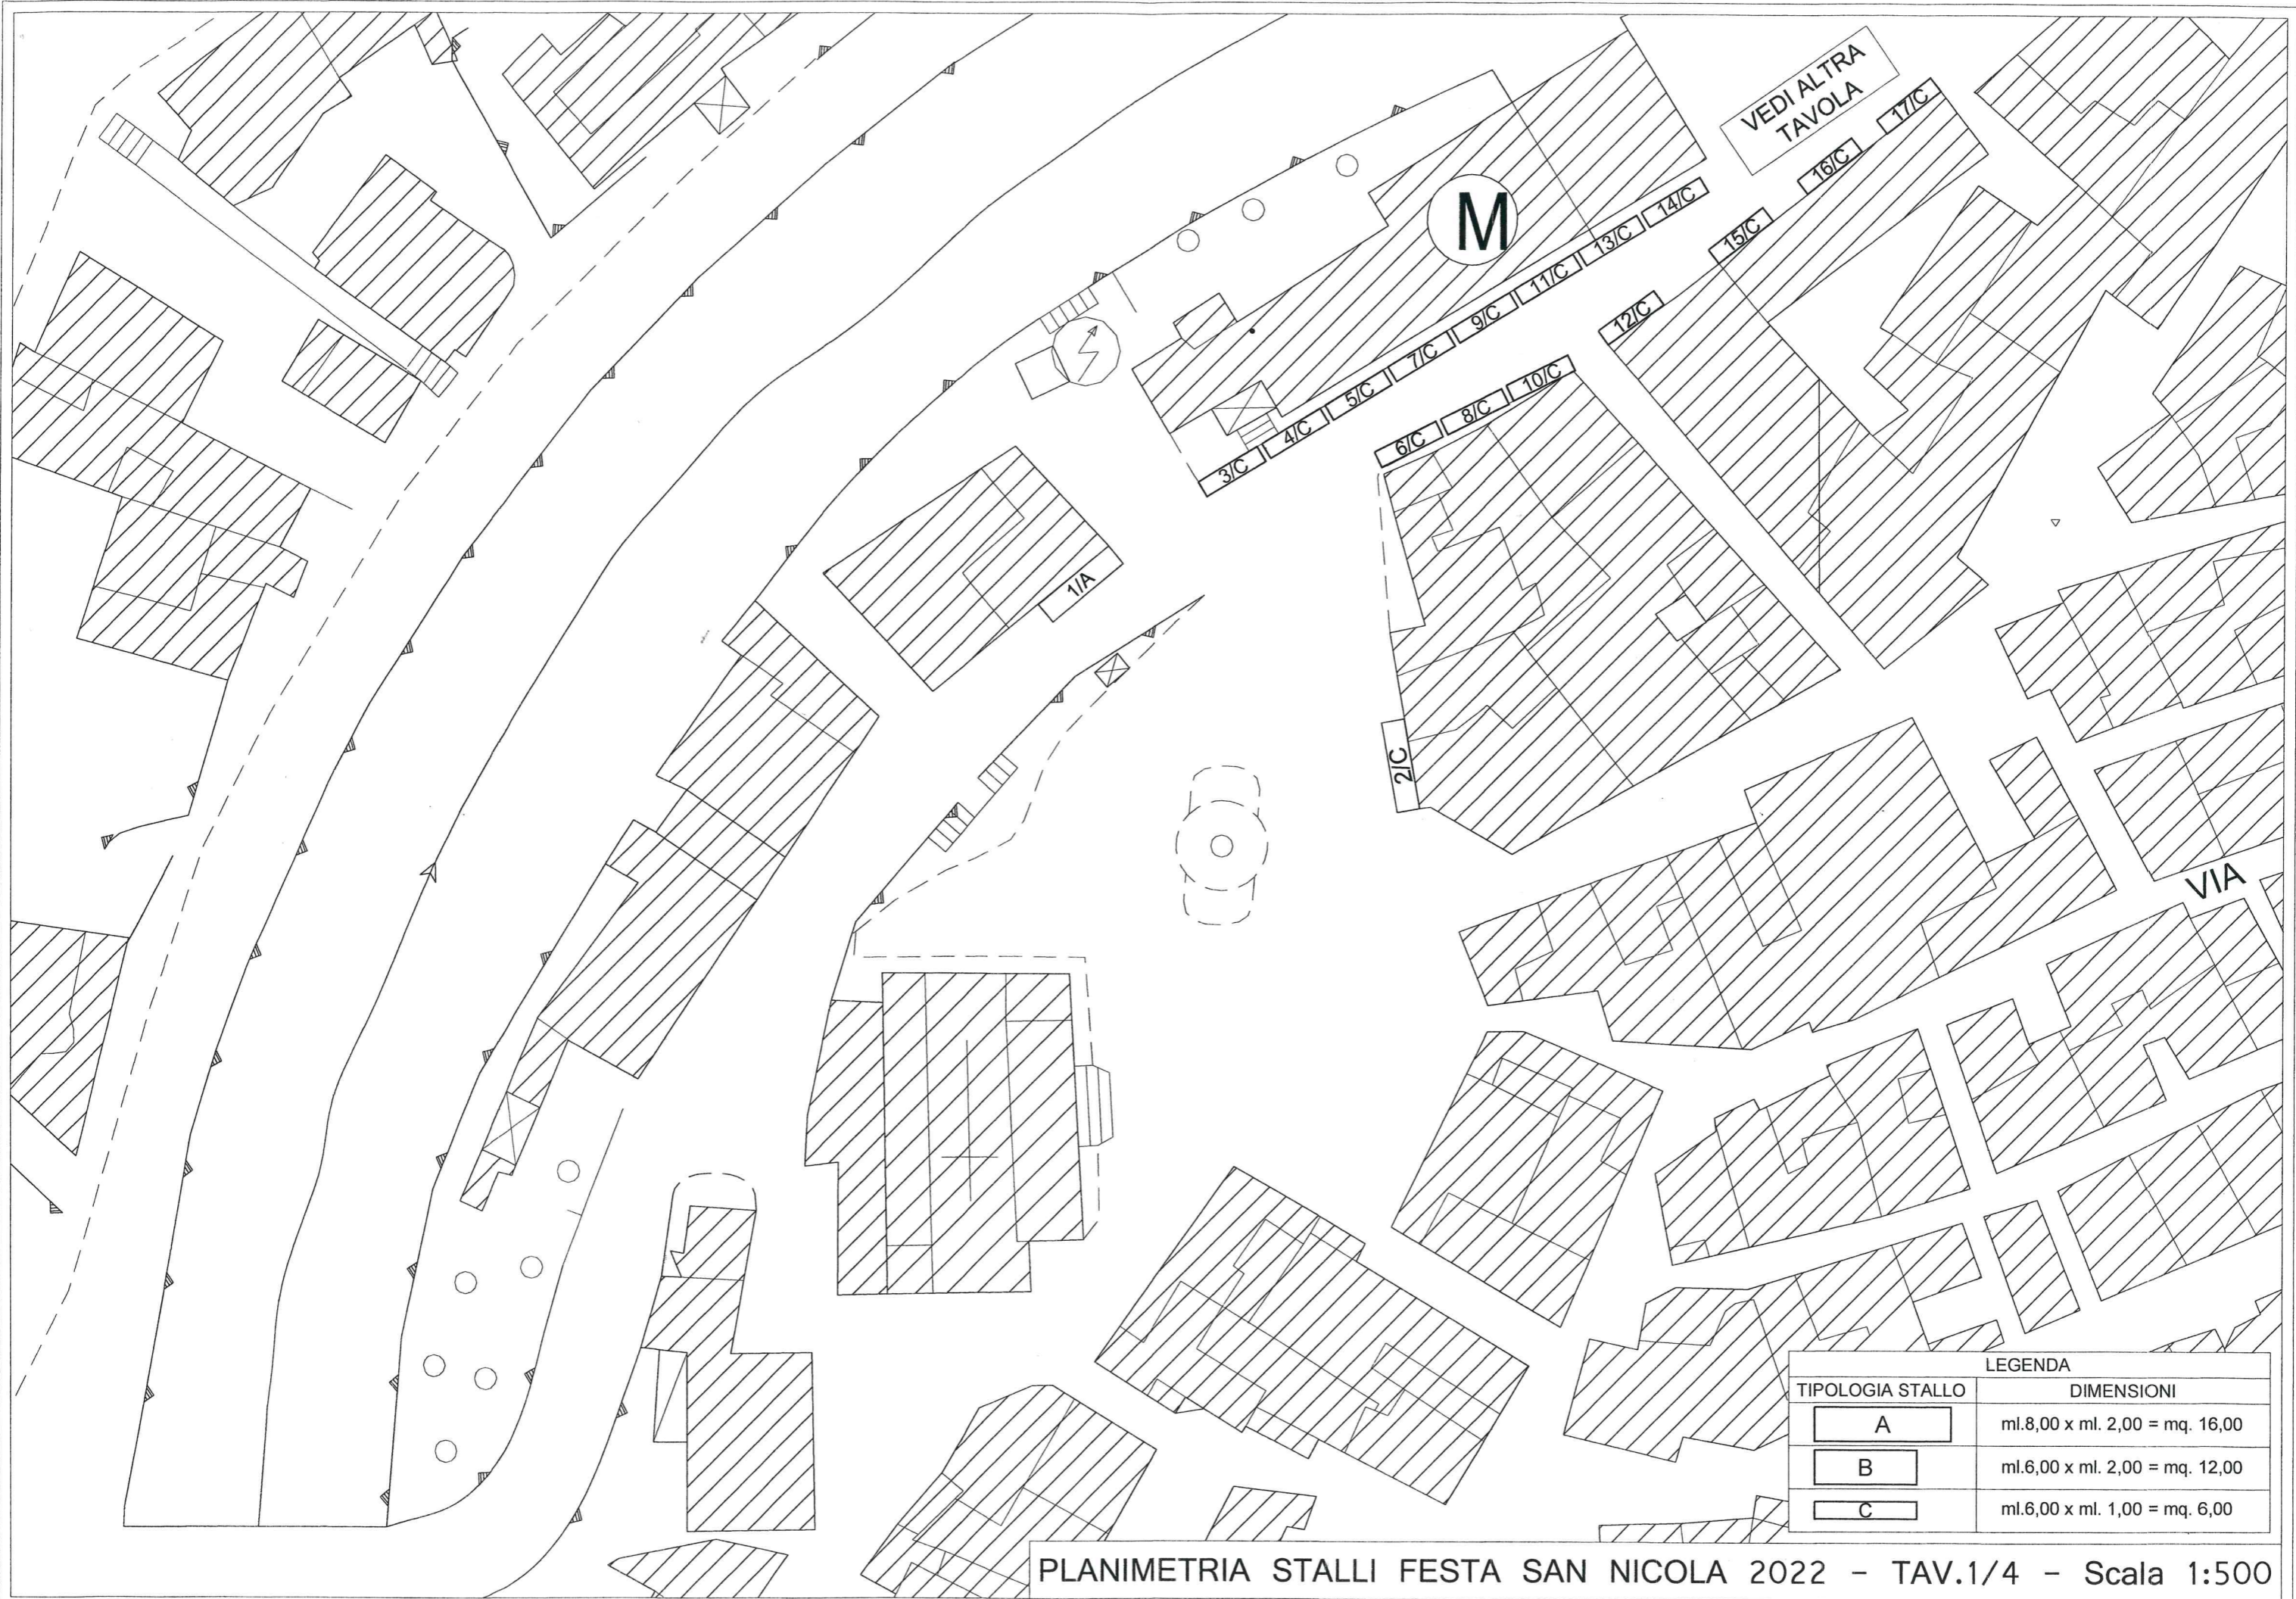 VEDI ALTRA
TAVOLA
17/C
16/C
15/C
14/C
13/C
12/C
11/C
10/C
9/C
8/C
7/C
6/C
5/C
4/C
3/C
M
1/A
2/C
VIA
LEGENDA
TIPOLOGIA STALLO DIMENSIONI
A ml.8,00 x ml. 2,00 = mq. 16,00
B ml.6,00 x ml. 2,00 = mq. 12,00
C ml.6,00 x ml. 1,00 = mq. 6,00
PLANIMETRIA STALLI FESTA SAN NICOLA 2022 - TAV.1/4 - Scala 1:500